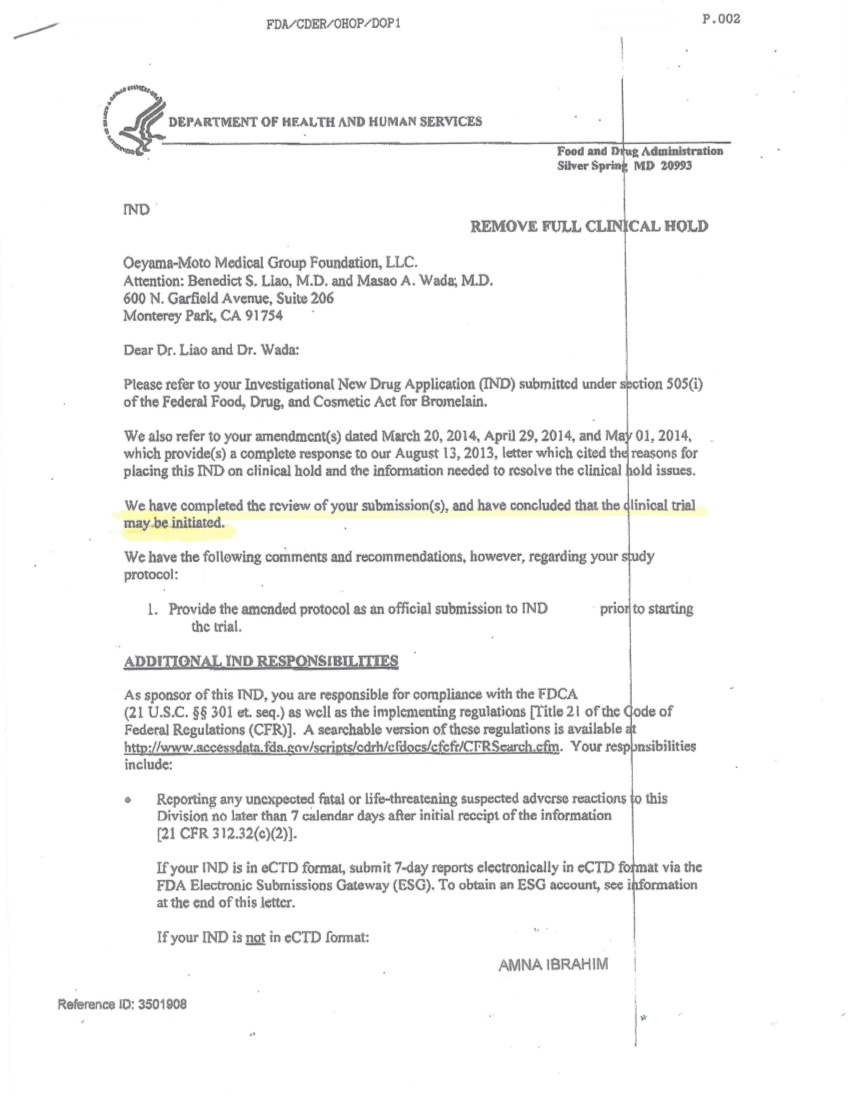 FDA/CDER/OHOP/DOP1
P.002
DEPARTMENT OF HEALTH AND HUMAN SERVICES
Food and Drug Administration
Silver Spring MD 20993
IND
REMOVE FULL CLINICAL HOLD
Oeyama-Moto Medical Group Foundation, LLC.
Attention: Benedict S. Liao, M.D. and Masao A. Wada, M.D.
600 N. Garfield Avenue, Suite 206
Monterey Park, CA 91754
Dear Dr. Liao and Dr. Wada:
Please refer to your Investigational New Drug Application (IND) submitted under section 505(i)
of the Federal Food, Drug, and Cosmetic Act for Bromelain.
We also refer to your amendment(s) dated March 20, 2014, April 29, 2014, and May 01, 2014,
which provide(s) a complete response to our August 13, 2013, letter which cited the reasons for
placing this IND on clinical hold and the information needed to resolve the clinical hold issues.
We have completed the review of your submission(s), and have concluded that the clinical trial
may be initiated.
We have the following comments and recommendations, however, regarding your study
protocol:
1. Provide the amended protocol as an official submission to IND prior to starting
the trial.
ADDITIONAL IND RESPONSIBILITIES
As sponsor of this IND, you are responsible for compliance with the FDCA
(21 U.S.C. §§ 301 et. seq.) as well as the implementing regulations [Title 21 of the Code of
Federal Regulations (CFR)]. A searchable version of these regulations is available at
http://www.accessdata.fda.gov/scripts/cdrh/cfdocs/cfcfr/CFRSearch.cfm. Your responsibilities
include:
• Reporting any unexpected fatal or life-threatening suspected adverse reactions to this
Division no later than 7 calendar days after initial receipt of the information
[21 CFR 312.32(c)(2)].
If your IND is in eCTD format, submit 7-day reports electronically in eCTD format via the
FDA Electronic Submissions Gateway (ESG). To obtain an ESG account, see information
at the end of this letter.
If your IND is not in eCTD format:
AMNA IBRAHIM
Reference ID: 3501908